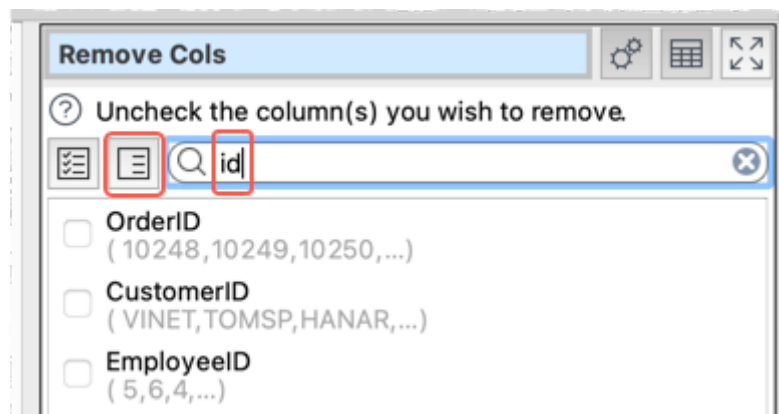 Remove Cols
Uncheck the column(s) you wish to remove.
id
OrderID
( 10248,10249,10250,...)
CustomerID
( VINET,TOMSP,HANAR,...)
EmployeeID
( 5,6,4,...)